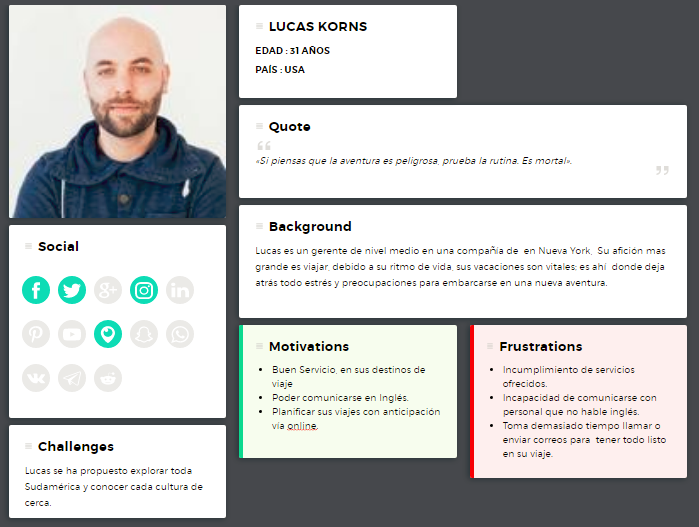 LUCAS KORNS
EDAD : 31 AÑOS
PAÍS : USA
Quote
«Si piensas que la aventura es peligrosa, prueba la rutina. Es mortal».
Background
Lucas es un gerente de nivel medio en una compañía de en Nueva York, Su afición mas
grande es viajar, debido a su ritmo de vida, sus vacaciones son vitales; es ahí donde deja
atrás todo estrés y preocupaciones para embarcarse en una nueva aventura.
Social
Challenges
Lucas se ha propuesto explorar toda
Sudamérica y conocer cada cultura de
cerca.
Motivations
Buen Servicio, en sus destinos de
viaje
Poder comunicarse en Inglés.
Planificar sus viajes con anticipación
vía online.
Frustrations
Incumplimiento de servicios
ofrecidos.
Incapacidad de comunicarse con
personal que no hable inglés.
Toma demasiado tiempo llamar o
enviar correos para tener todo listo
en su viaje.